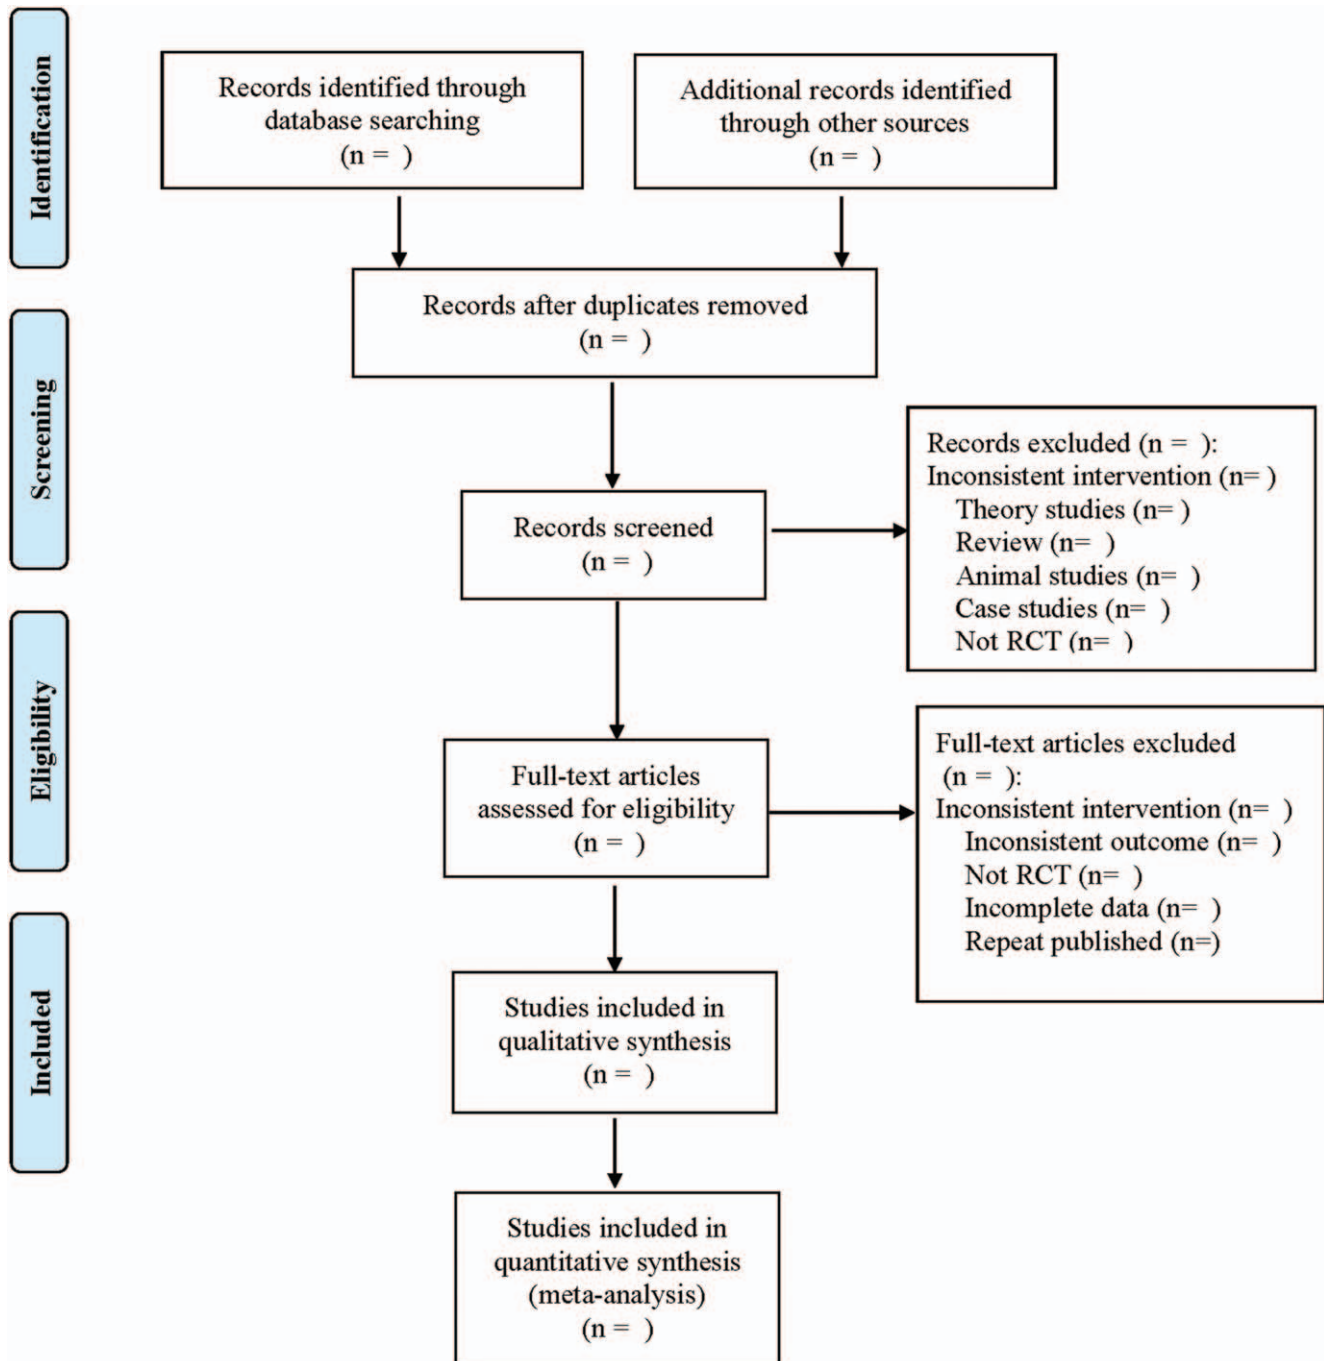 Identification
Records identified through
database searching
(n =  )
Additional records identified
through other sources
(n =  )
Records after duplicates removed
(n =  )
Screening
Records screened
(n =  )
Records excluded (n =  ):
Inconsistent intervention (n= )
Theory studies (n= )
Review (n=  )
Animal studies (n=  )
Case studies (n=  )
Not RCT (n=  )
Eligibility
Full-text articles
assessed for eligibility
(n =  )
Full-text articles excluded
(n =  ):
Inconsistent intervention (n=  )
Inconsistent outcome (n=  )
Not RCT (n=  )
Incomplete data (n=  )
Repeat published (n=)
Included
Studies included in
qualitative synthesis
(n =  )
Studies included in
quantitative synthesis
(meta-analysis)
(n =  )